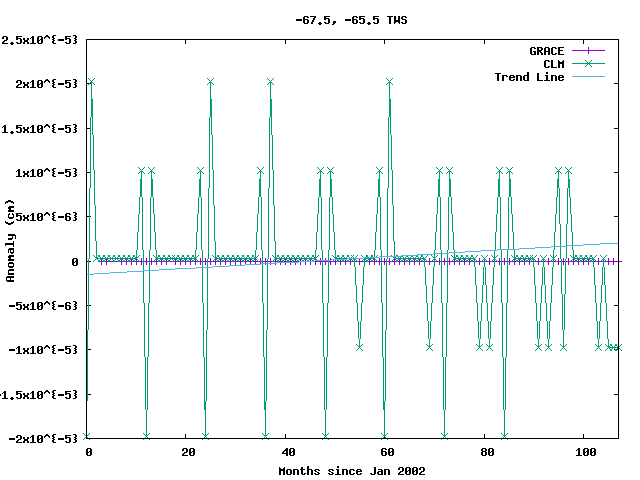 -67.5, -65.5 TWS
GRACE
CLM
Trend Line
2.5x10^{-5}
2x10^{-5}
1.5x10^{-5}
1x10^{-5}
5x10^{-6}
0
-5x10^{-6}
-1x10^{-5}
-1.5x10^{-5}
-2x10^{-5}
Anomaly (cm)
0 20 40 60 80 100
Months since Jan 2002